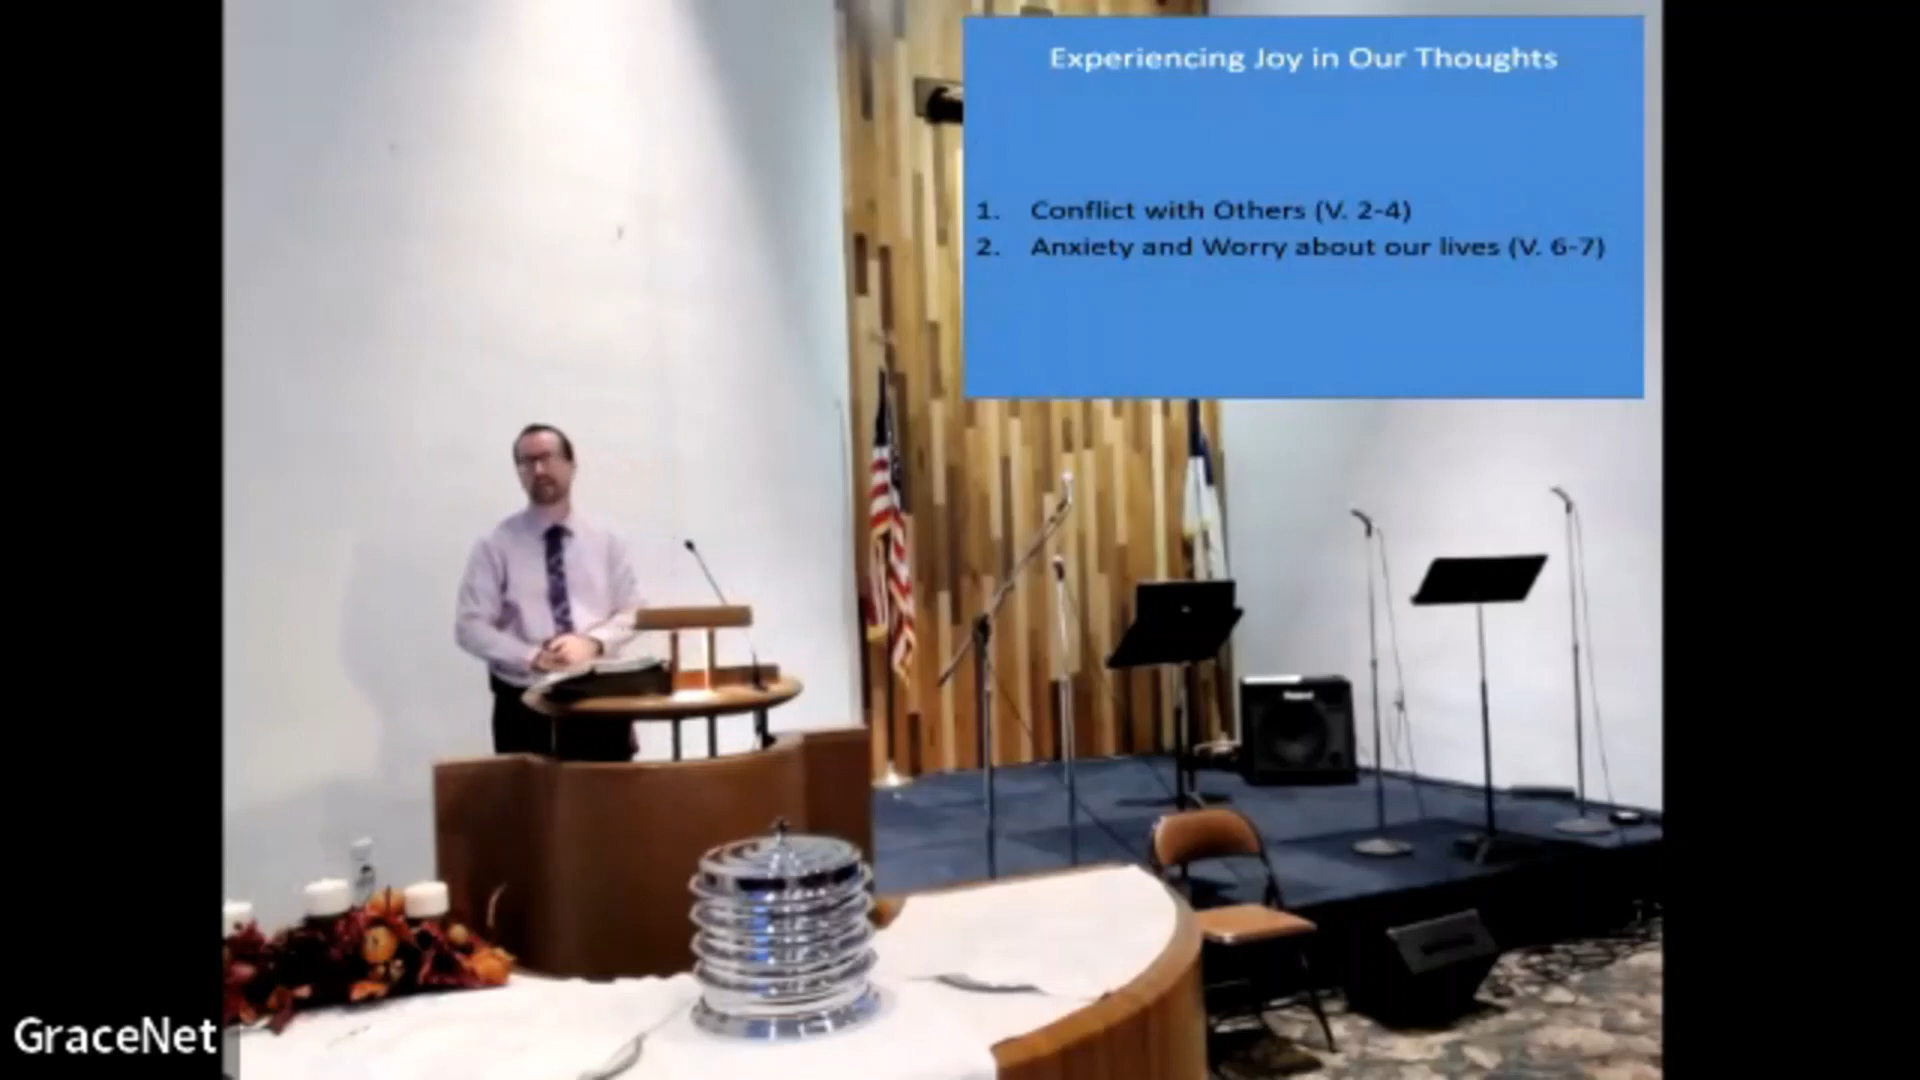 Experiencing Joy in Our Thoughts
1. Conflict with Others (V. 2-4)
2. Anxiety and Worry about our lives (V. 6-7)
Roland
GraceNet